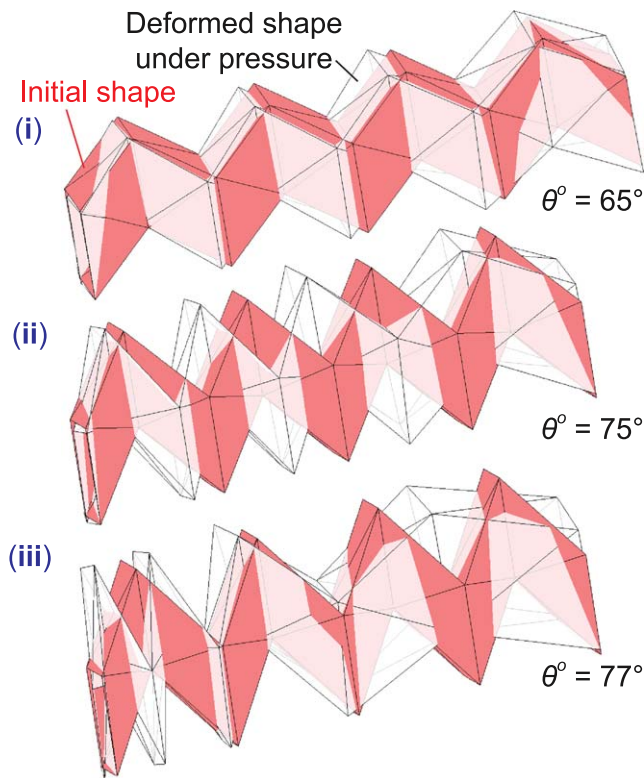 Deformed shape
under pressure
Initial shape
(i)
θ° = 65°
(ii)
θ° = 75°
(iii)
θ° = 77°